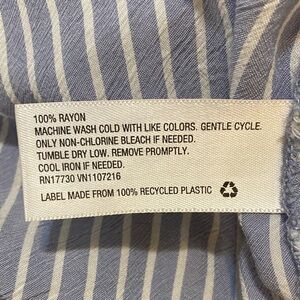 100% RAYON
MACHINE WASH COLD WITH LIKE COLORS. GENTLE CYCLE.
ONLY NON-CHLORINE BLEACH IF NEEDED.
TUMBLE DRY LOW. REMOVE PROMPTLY.
COOL IRON IF NEEDED.
RN17730 VN1107216
LABEL MADE FROM 100% RECYCLED PLASTIC